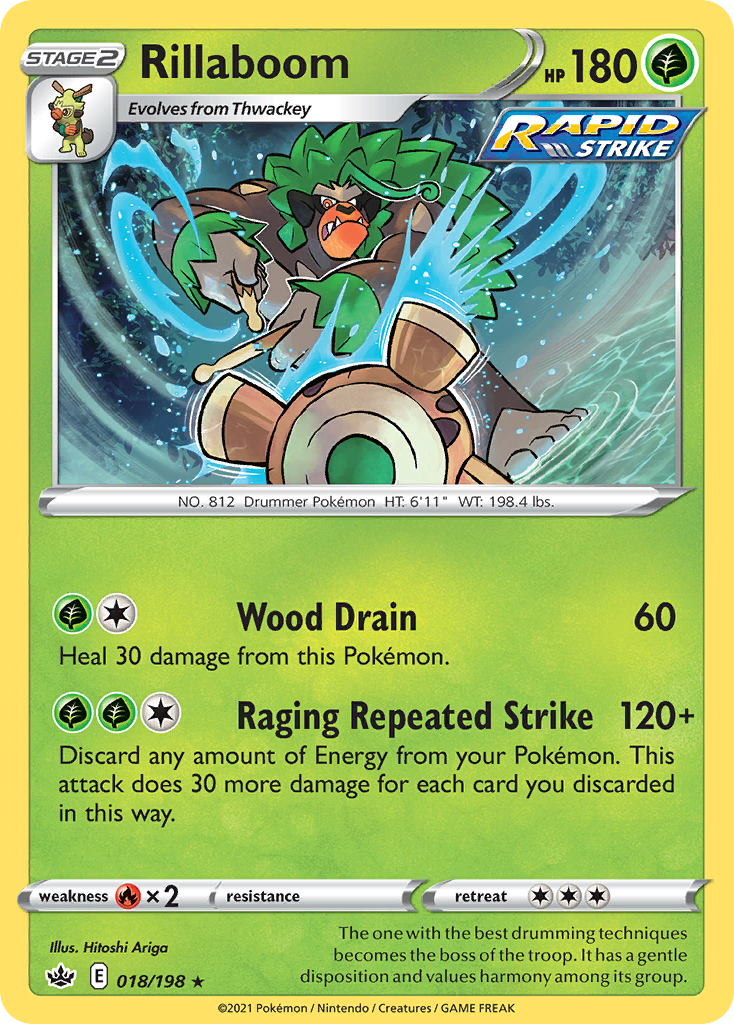 STAGE 2
Rillaboom
HP 180
Evolves from Thwackey
RAPID
STRIKE
NO. 812 Drummer Pokémon HT: 6'11" WT: 198.4 lbs.
Wood Drain 60
Heal 30 damage from this Pokémon.
Raging Repeated Strike 120+
Discard any amount of Energy from your Pokémon. This
attack does 30 more damage for each card you discarded
in this way.
weakness ×2 resistance retreat
Illus. Hitoshi Ariga
E 018/198 ★
The one with the best drumming techniques
becomes the boss of the troop. It has a gentle
disposition and values harmony among its group.
©2021 Pokémon / Nintendo / Creatures / GAME FREAK